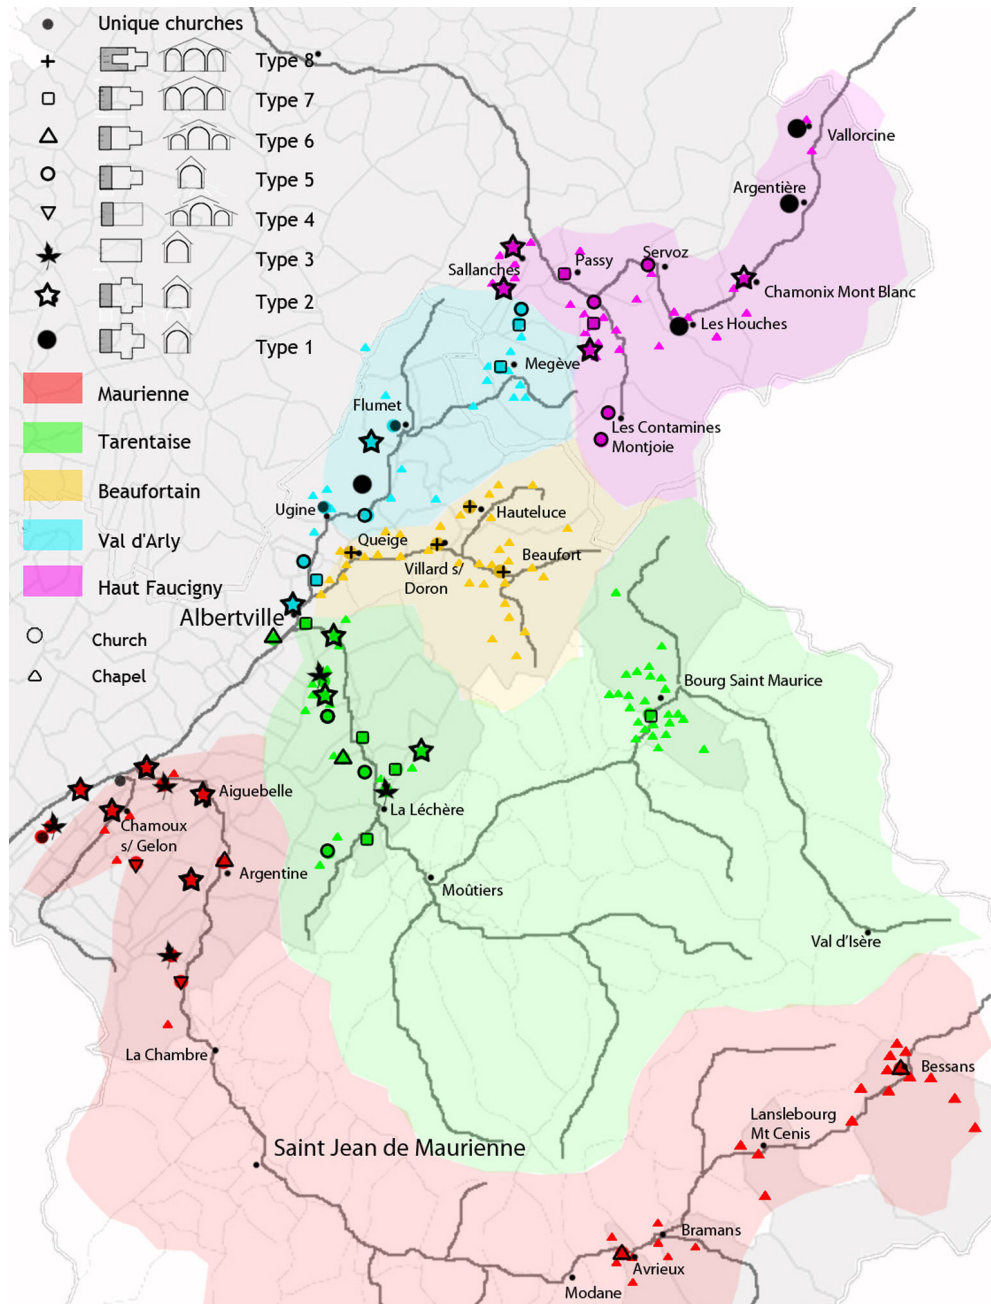 Unique churches
Type 8
Type 7
Type 6
Type 5
Type 4
Type 3
Type 2
Type 1
Maurienne
Tarentaise
Beaufortain
Val d'Arly
Haut Faucigny
Church
Chapel
Vallorcine
Argentière
Servoz
Passy
Sallanches
Chamonix Mont Blanc
Les Houches
Megève
Flumet
Les Contamines
Montjoie
Ugine
Hauteluce
Queige
Villard s/
Doron
Beaufort
Albertville
Bourg Saint Maurice
Aiguebelle
La Léchère
Chamoux
s/ Gelon
Argentine
Moûtiers
Val d'Isère
La Chambre
Bessans
Lanslebourg
Mt Cenis
Saint Jean de Maurienne
Bramans
Avrieux
Modane